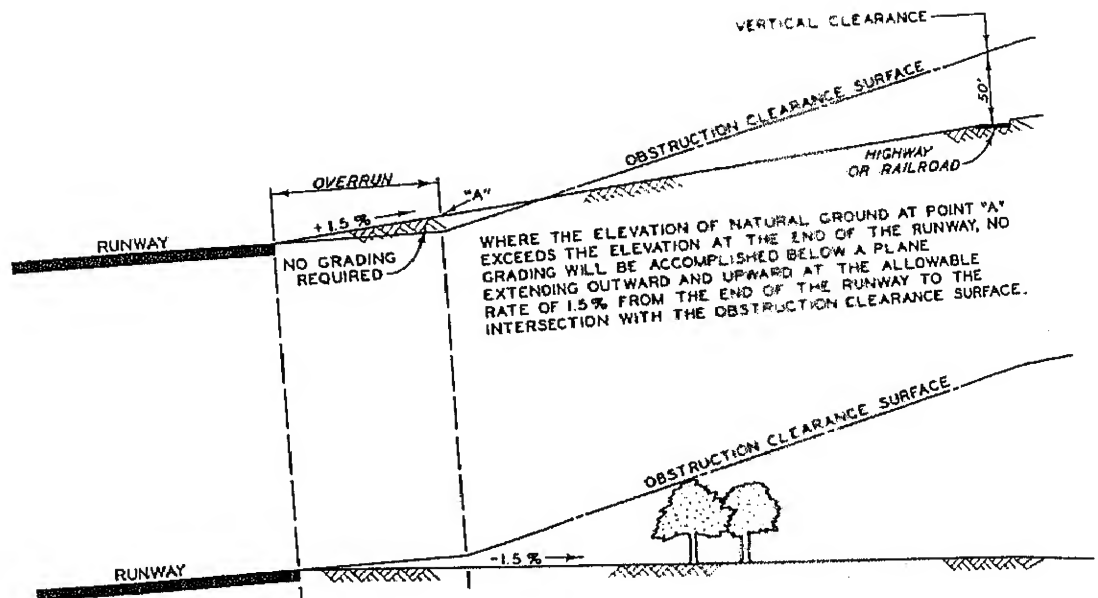 VERTICAL CLEARANCE
OBSTRUCTION CLEARANCE SURFACE
50'
HIGHWAY
OR RAILROAD
OVERRUN
"A"
+1.5%
RUNWAY
NO GRADING
REQUIRED
WHERE THE ELEVATION OF NATURAL GROUND AT POINT "A"
EXCEEDS THE ELEVATION AT THE END OF THE RUNWAY, NO
GRADING WILL BE ACCOMPLISHED BELOW A PLANE
EXTENDING OUTWARD AND UPWARD AT THE ALLOWABLE
RATE OF 1.5% FROM THE END OF THE RUNWAY TO THE
INTERSECTION WITH THE OBSTRUCTION CLEARANCE SURFACE.
OBSTRUCTION CLEARANCE SURFACE
-1.5%
RUNWAY